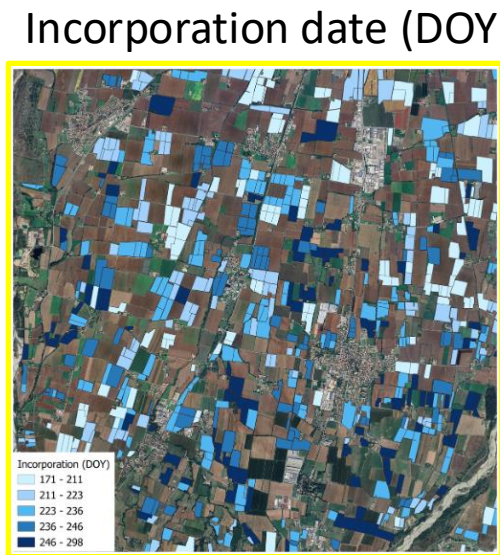 Incorporation date (DOY
Incorporation (DOY)
171 - 211
211 - 223
223 - 236
236 - 246
246 - 298